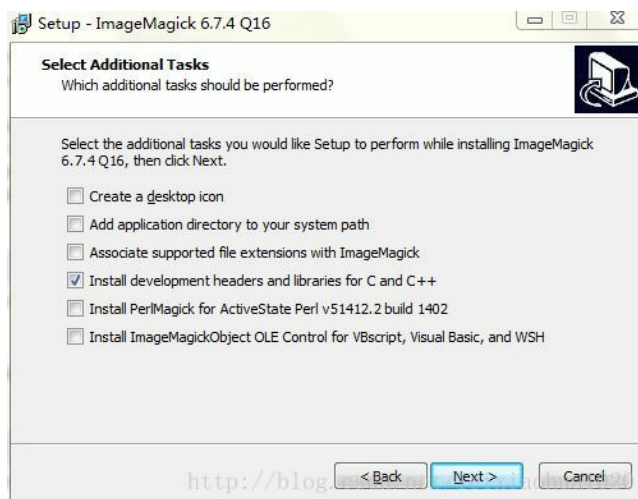 Setup - ImageMagick 6.7.4 Q16
Select Additional Tasks
Which additional tasks should be performed?
Select the additional tasks you would like Setup to perform while installing ImageMagick
6.7.4 Q16, then click Next.
Create a desktop icon
Add application directory to your system path
Associate supported file extensions with ImageMagick
Install development headers and libraries for C and C++
Install PerlMagick for ActiveState Perl v51412.2 build 1402
Install ImageMagickObject OLE Control for VBscript, Visual Basic, and WSH
< Back Next > Cancel
http://blog.